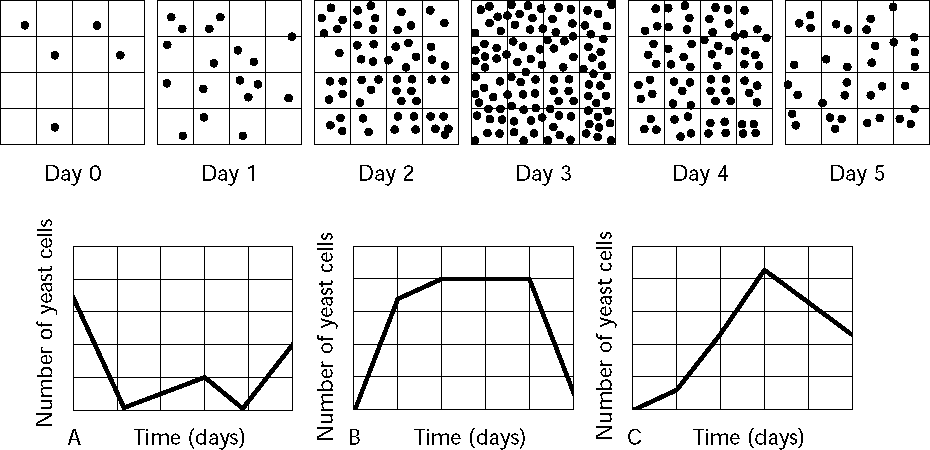 Day 0
Day 1
Day 2
Day 3
Day 4
Day 5
Number of yeast cells
A
Time (days)
Number of yeast cells
B
Time (days)
Number of yeast cells
C
Time (days)